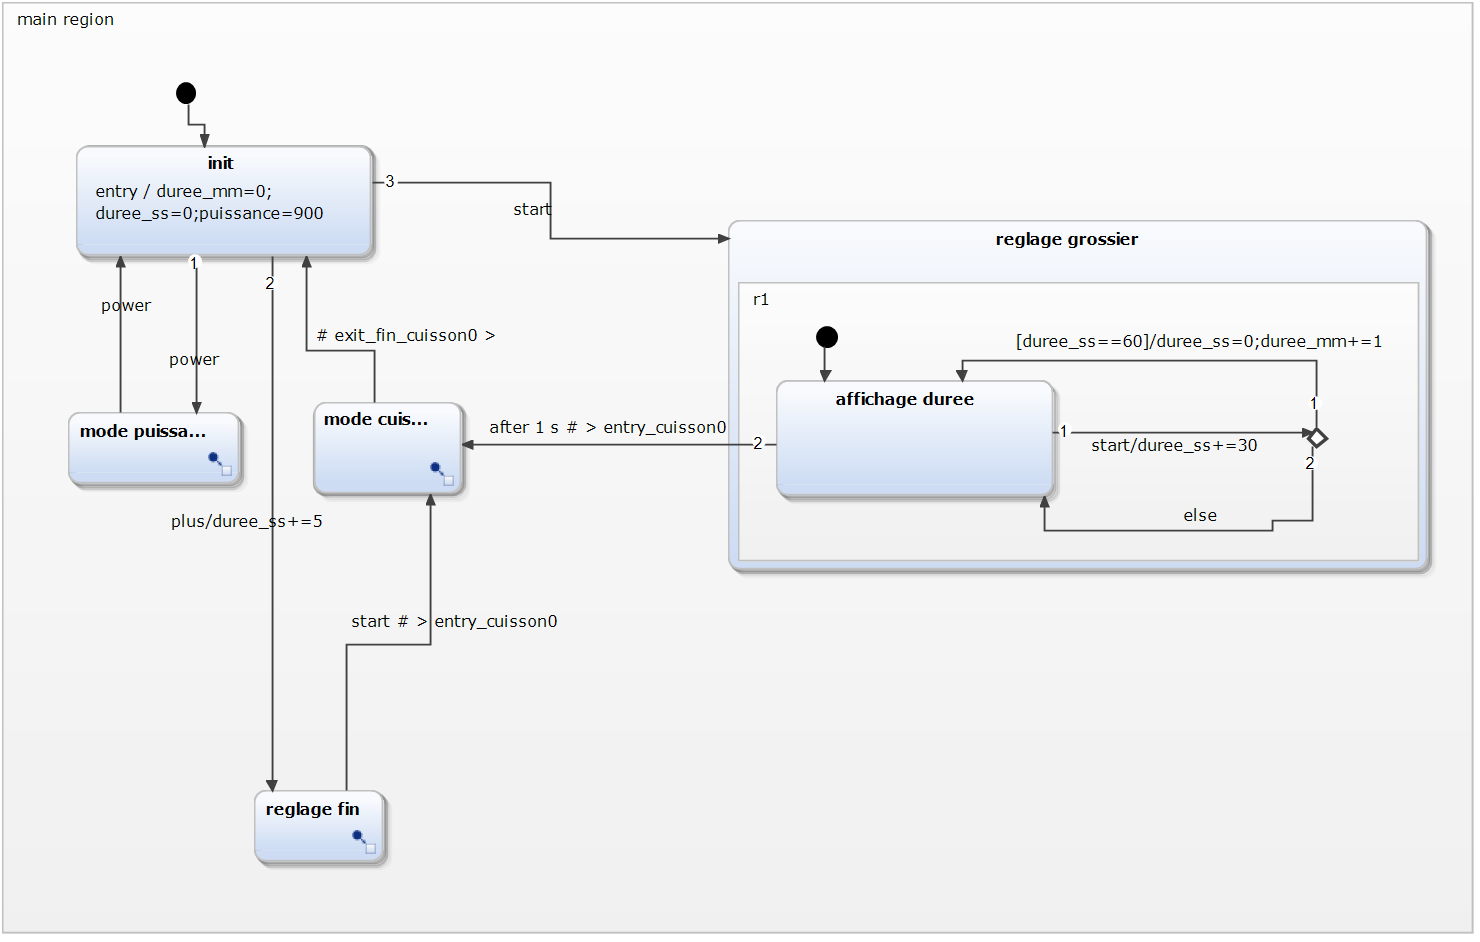 main region
init
entry / duree_mm=0;
duree_ss=0;puissance=900
3
start
1
2
power
power
# exit_fin_cuisson0 >
mode puissa...
mode cuis...
plus/duree_ss+=5
start # > entry_cuisson0
reglage fin
reglage grossier
r1
[duree_ss==60]/duree_ss=0;duree_mm+=1
affichage duree
1
after 1 s # > entry_cuisson0
2
1
start/duree_ss+=30
2
else